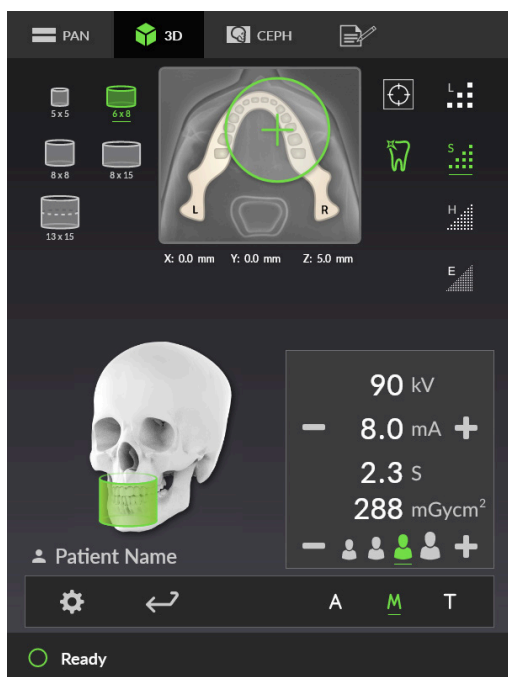 PAN 3D CEPH
5 x 5 6 x 8
8 x 8 8 x 15
13 x 15
L R
X: 0.0 mm Y: 0.0 mm Z: 5.0 mm
L
S
H
E
90 kV
8.0 mA
2.3 S
288 mGycm²
Patient Name
A M T
Ready